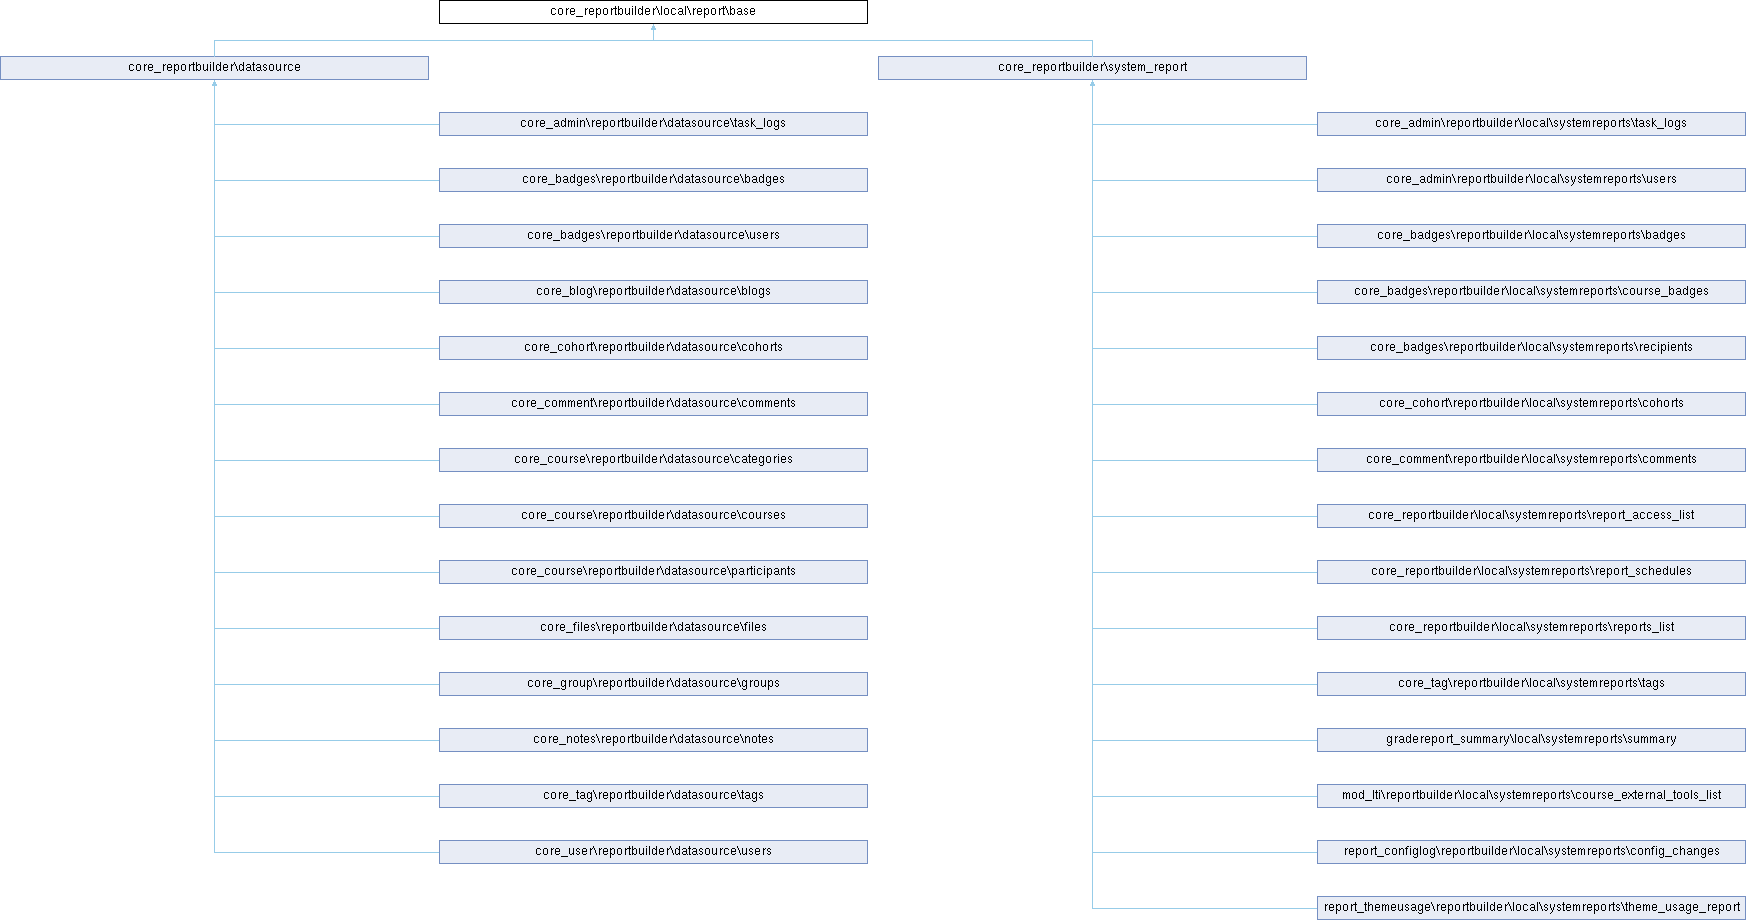 core_reportbuilder\local\report\base
core_reportbuilder\datasource
core_reportbuilder\system_report
core_admin\reportbuilder\datasource\task_logs
core_admin\reportbuilder\local\systemreports\task_logs
core_badges\reportbuilder\datasource\badges
core_admin\reportbuilder\local\systemreports\users
core_badges\reportbuilder\datasource\users
core_badges\reportbuilder\local\systemreports\badges
core_blog\reportbuilder\datasource\blogs
core_badges\reportbuilder\local\systemreports\course_badges
core_cohort\reportbuilder\datasource\cohorts
core_badges\reportbuilder\local\systemreports\recipients
core_comment\reportbuilder\datasource\comments
core_cohort\reportbuilder\local\systemreports\cohorts
core_course\reportbuilder\datasource\categories
core_comment\reportbuilder\local\systemreports\comments
core_course\reportbuilder\datasource\courses
core_reportbuilder\local\systemreports\report_access_list
core_course\reportbuilder\datasource\participants
core_reportbuilder\local\systemreports\report_schedules
core_files\reportbuilder\datasource\files
core_reportbuilder\local\systemreports\reports_list
core_group\reportbuilder\datasource\groups
core_tag\reportbuilder\local\systemreports\tags
core_notes\reportbuilder\datasource\notes
gradereport_summary\local\systemreports\summary
core_tag\reportbuilder\datasource\tags
mod_lti\reportbuilder\local\systemreports\course_external_tools_list
core_user\reportbuilder\datasource\users
report_configlog\reportbuilder\local\systemreports\config_changes
report_themeusage\reportbuilder\local\systemreports\theme_usage_report